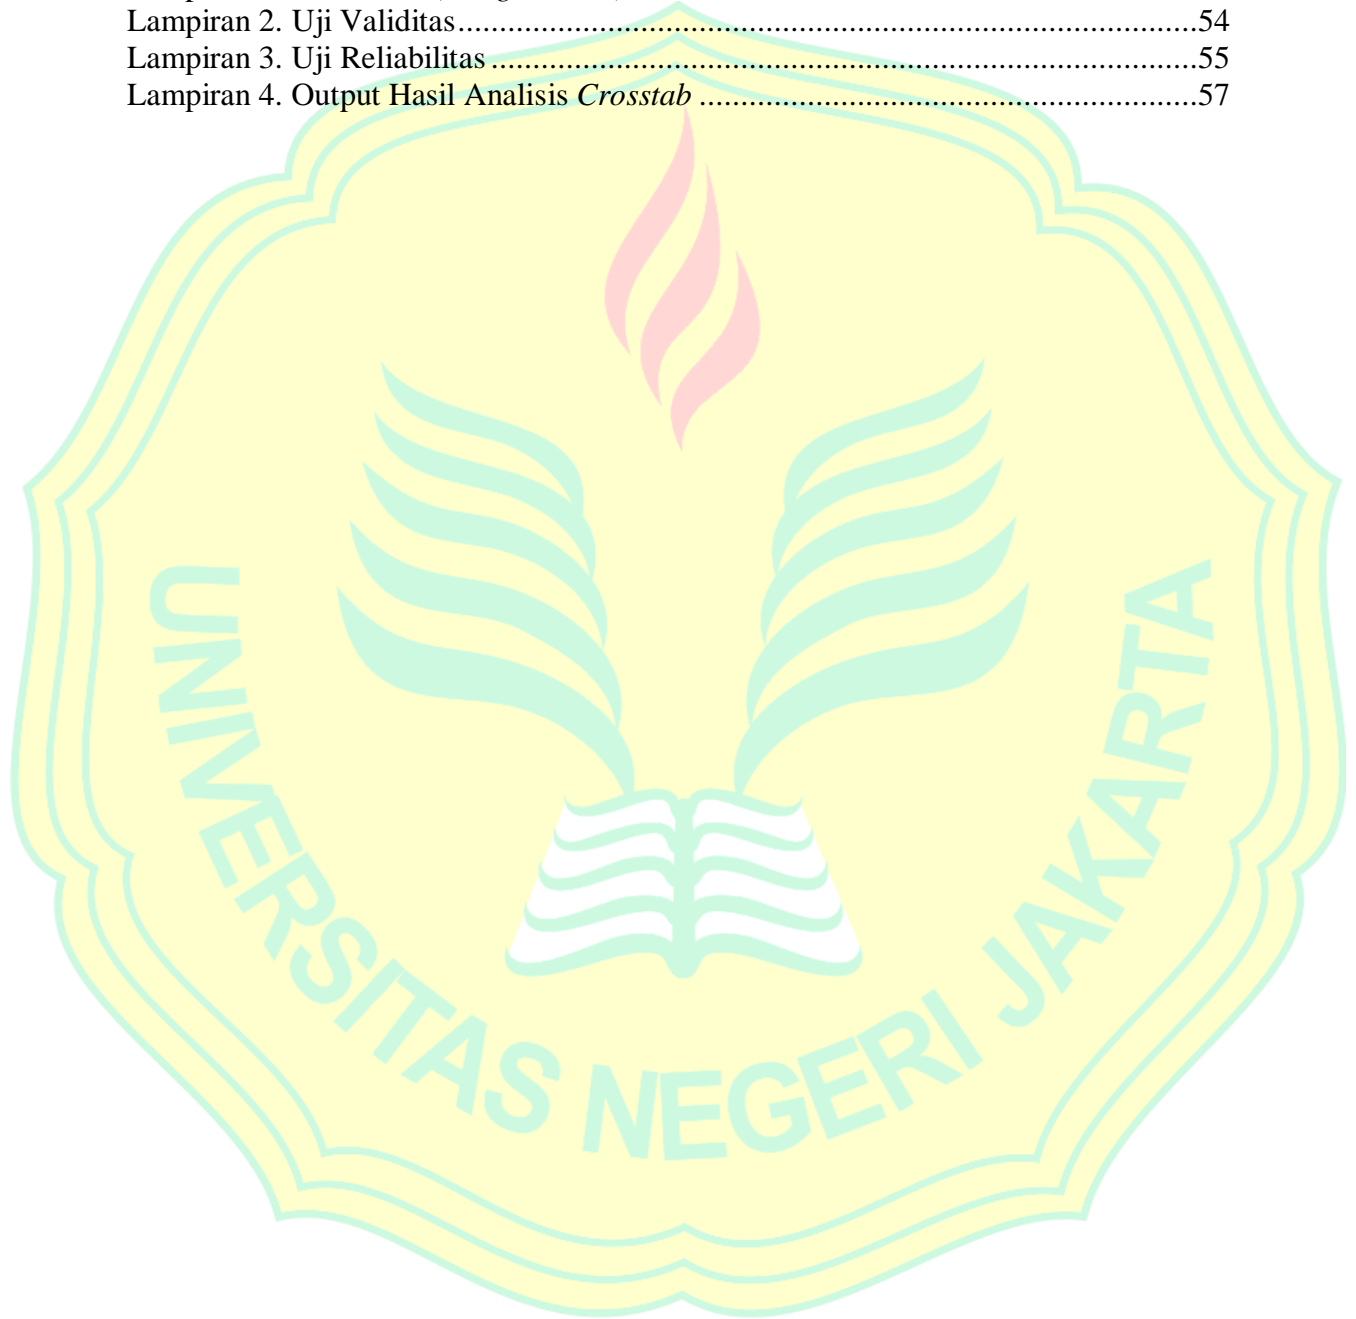 Lampiran 2. Uji Validitas..........................................................................................54
Lampiran 3. Uji Reliabilitas ......................................................................................55
Lampiran 4. Output Hasil Analisis Crosstab ............................................................57
UNIVERSITAS NEGERI JAKARTA